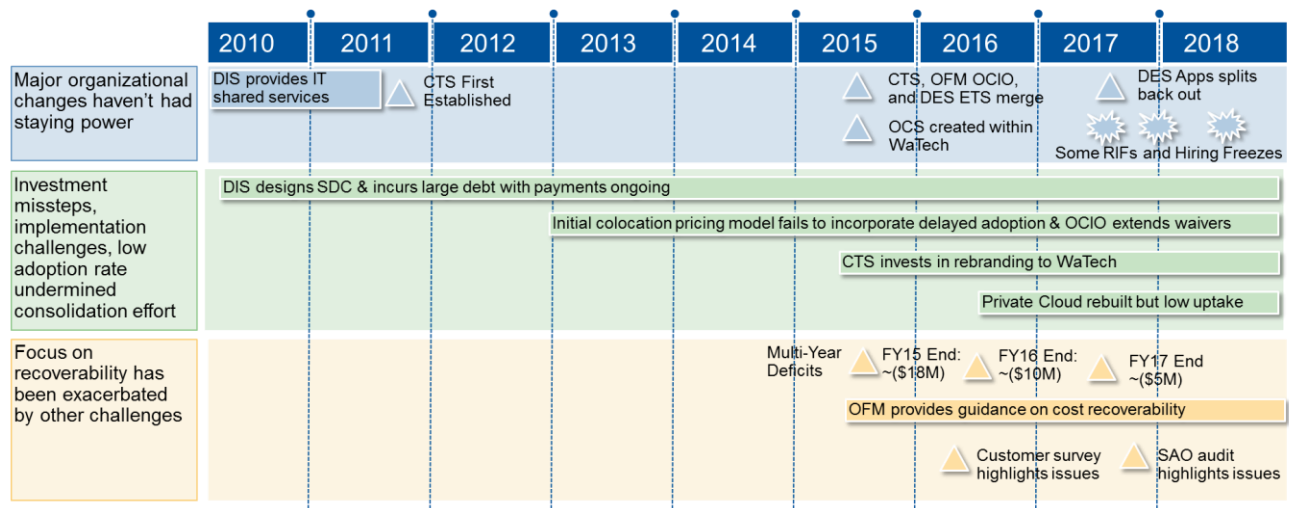 2010 2011 2012 2013 2014 2015 2016 2017 2018
Major organizational
changes haven't had
staying power
DIS provides IT
shared services
CTS First
Established
CTS, OFM OCIO,
and DES ETS merge
OCS created within
WaTech
DES Apps splits
back out
Some RIFs and Hiring Freezes
Investment
missteps,
implementation
challenges, low
adoption rate
undermined
consolidation effort
DIS designs SDC & incurs large debt with payments ongoing
Initial colocation pricing model fails to incorporate delayed adoption & OCIO extends waivers
CTS invests in rebranding to WaTech
Private Cloud rebuilt but low uptake
Focus on
recoverability has
been exacerbated
by other challenges
Multi-Year
Deficits
FY15 End:
~($18M)
FY16 End:
~($10M)
FY17 End
~($5M)
OFM provides guidance on cost recoverability
Customer survey
highlights issues
SAO audit
highlights issues